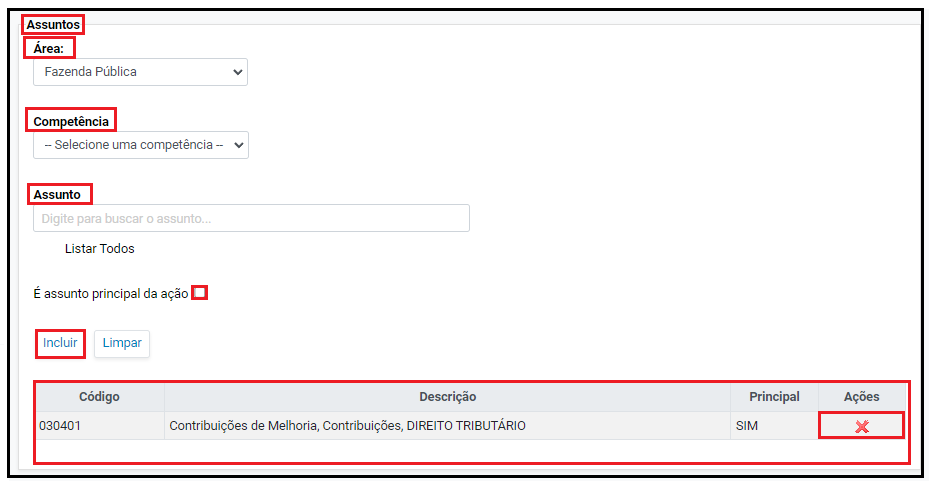 Assuntos
Área:
Fazenda Pública
Competência
-- Selecione uma competência --
Assunto
Digite para buscar o assunto...
Listar Todos
É assunto principal da ação
Incluir Limpar
Código Descrição Principal Ações
030401 Contribuições de Melhoria, Contribuições, DIREITO TRIBUTÁRIO SIM